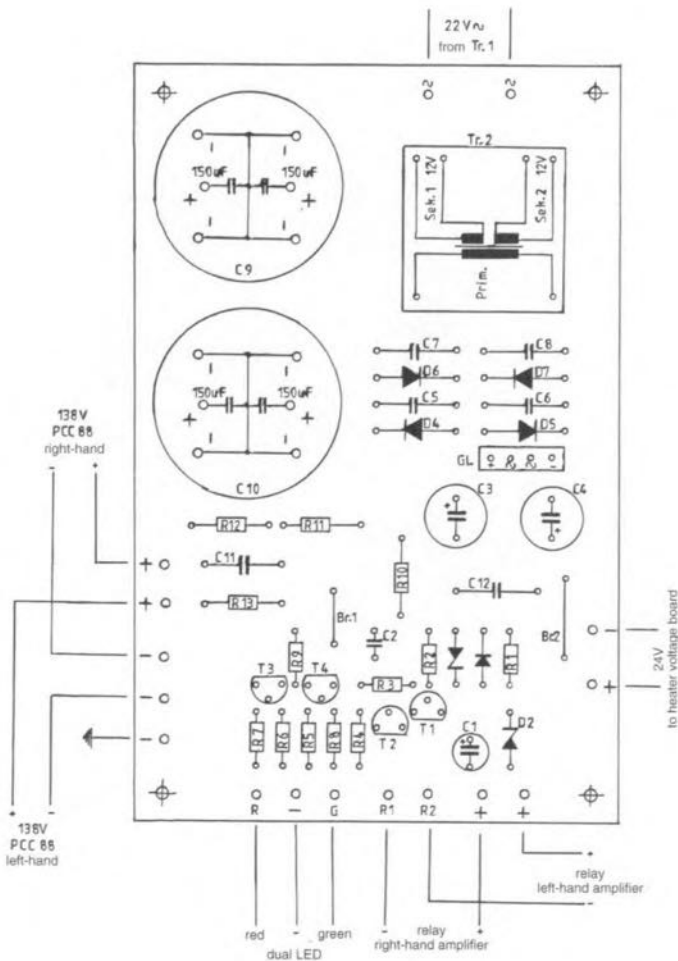 22V~
from Tr.1
2 2
Tr.2
Sek.1 12V
Sek.2 12V
Prim.
150uF 150uF
+ +
C9
150uF 150uF
+ +
C10
C7 C8
D6 D7
C5 C6
D4 D5
GL + ~ ~ -
C3 C4
+ +
138V
PCC 88
right-hand
- +
R12 R11
C11
R13
R10
C12
Br.1
Br.2
C2
R9
R2
R1
R3
T3 T4
T1
T2
R7 R6 R5 R8 R4
C1
+
D2
+
+
-
-
-
-
+
24V
to heater voltage board
R - G R1 R2 + +
+ -
138V
PCC 88
left-hand
red - green
dual LED
- relay +
right-hand amplifier
+
relay
left-hand amplifier
-